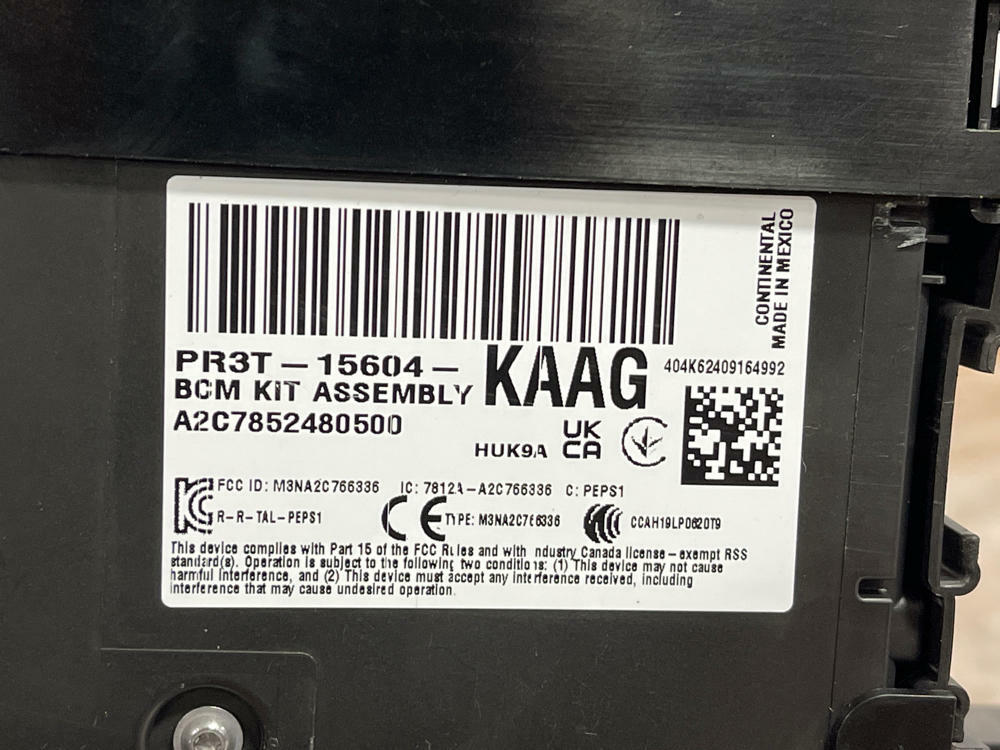 CONTINENTAL
MADE IN MEXICO
PR3T-15604-KAAG
404K62409164992
BCM KIT ASSEMBLY
A2C7852480500
HUK9A
UK
CA
FCC ID: M3NA2C766336 IC: 7812A-A2C766336 C: PEPS1
R-R-TAL-PEPS1
CE TYPE: M3NA2C766336
CCAH19LP0620T9
This device complies with Part 15 of the FCC Rules and with ndustry Canada license-exempt RSS
standard(s). Operation is subject to the following two conditions: (1) This device may not cause
harmful interference, and (2) This device must accept any interference received, including
interference that may cause undesired operation.